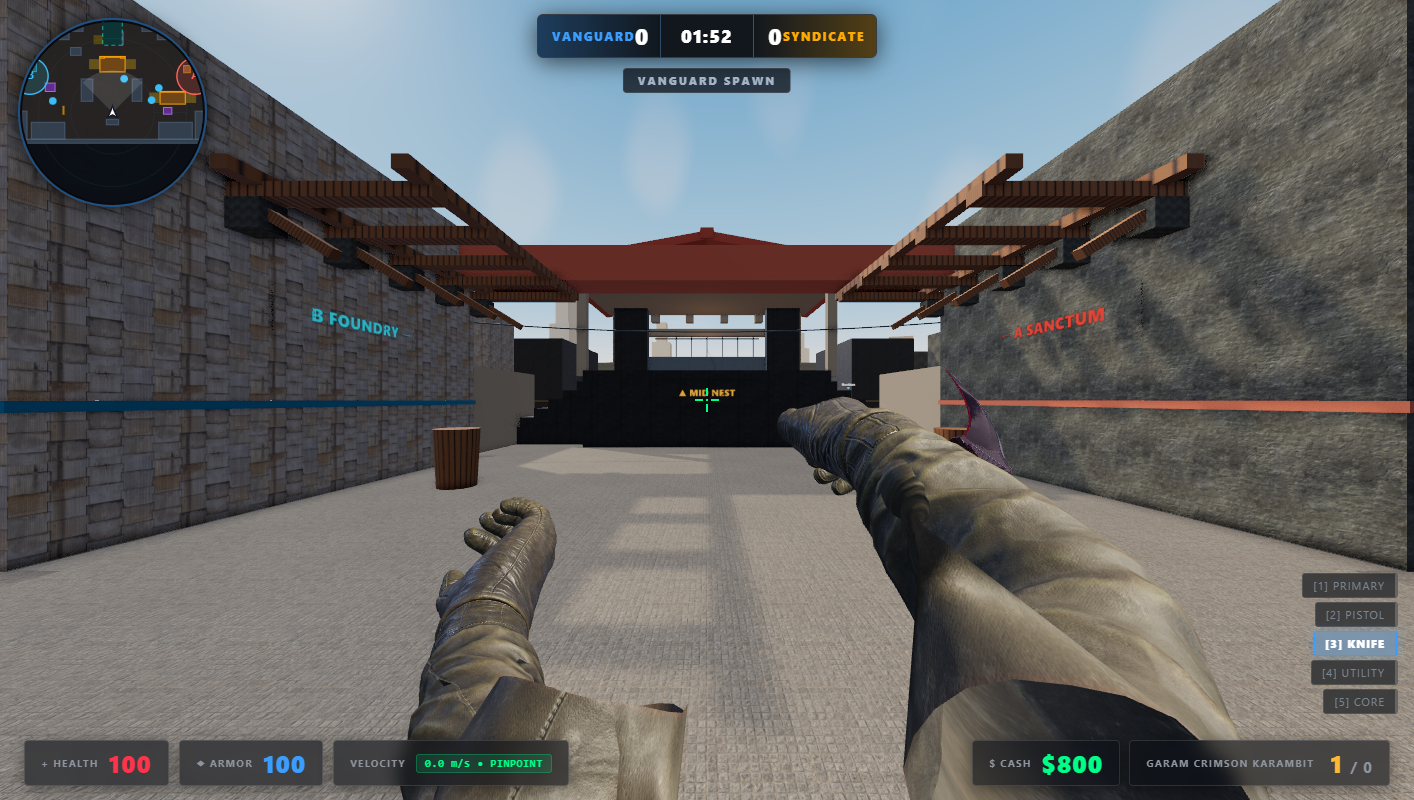 VANGUARD 0 01:52 0 SYNDICATE
VANGUARD SPAWN
B
A
B FOUNDRY
A SANCTUM
▲ MID NEST
[1] PRIMARY
[2] PISTOL
[3] KNIFE
[4] UTILITY
[5] CORE
+ HEALTH 100
ARMOR 100
VELOCITY 0.0 m/s • PINPOINT
$ CASH $800
GARAM CRIMSON KARAMBIT 1 / 0